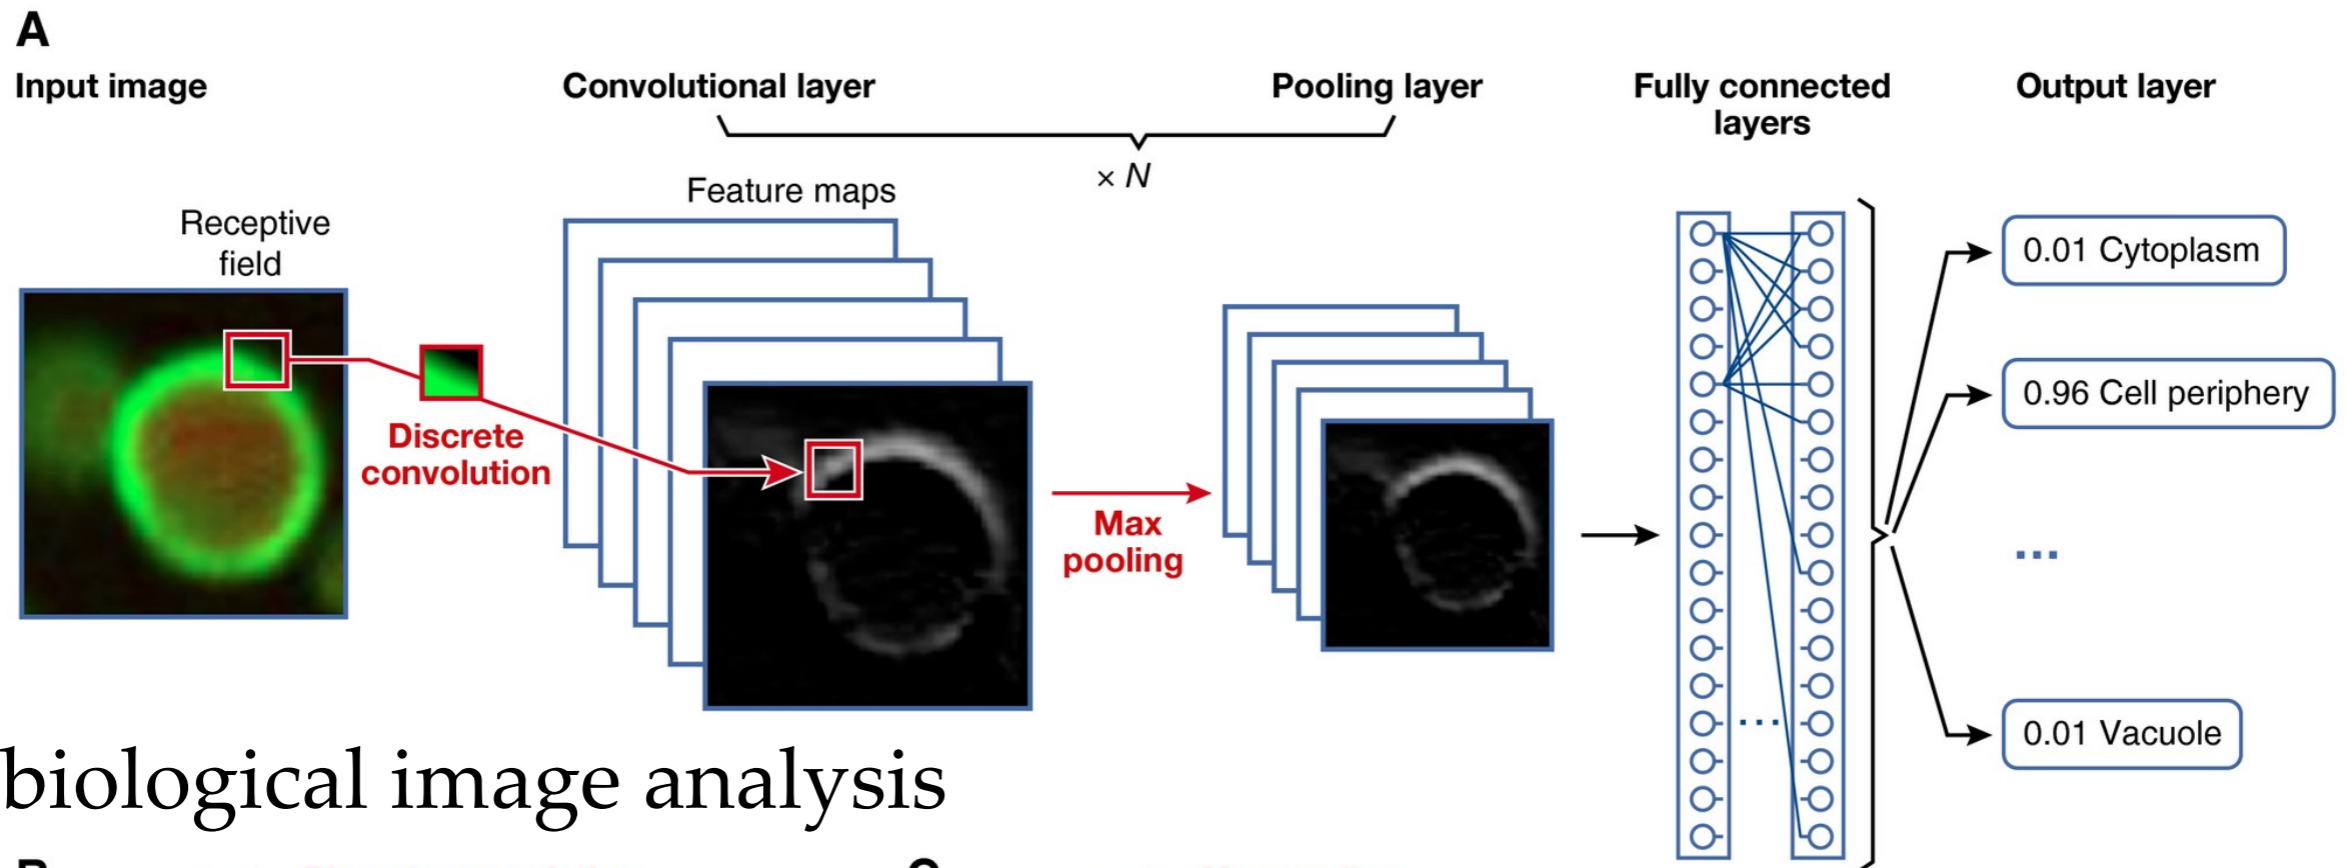 A
Input image
Convolutional layer
Pooling layer
Fully connected
layers
Output layer
× N
Feature maps
Receptive
field
Discrete
convolution
Max
pooling
0.01 Cytoplasm
0.96 Cell periphery
...
0.01 Vacuole
...
biological image analysis